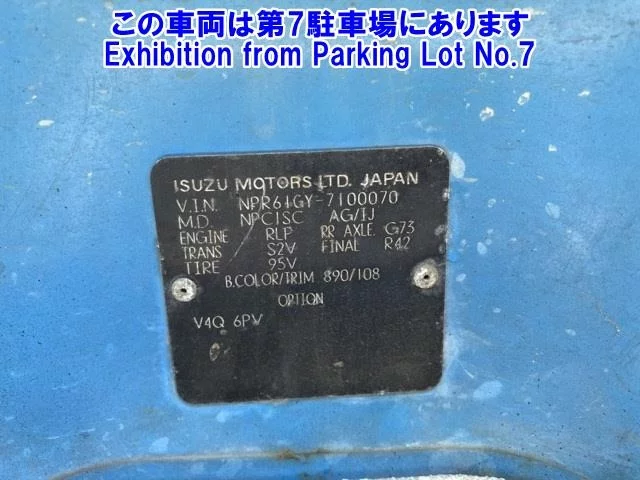 この車両は第7駐車場にあります
Exhibition from Parking Lot No.7
ISUZU MOTORS LTD. JAPAN
V.I.N. NPR61GY-7100070
M.D. NPC1SC AG/IJ
ENGINE RLP RR AXLE. G73
TRANS S2V FINAL R42
TIRE 95V
B.COLOR/TRIM 890/108
OPTION
V4Q 6PV